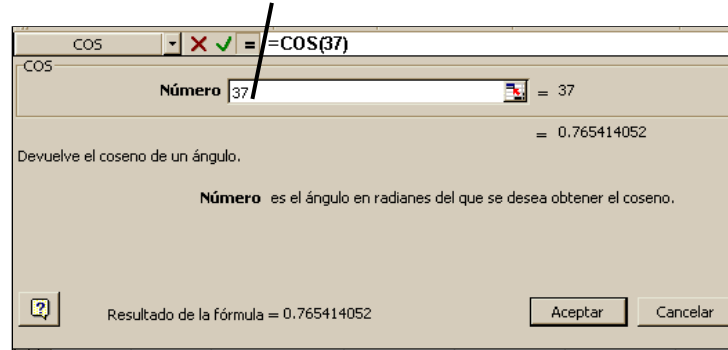 COS =COS(37)
COS
Número 37 = 37
= 0.765414052
Devuelve el coseno de un ángulo.
Número es el ángulo en radianes del que se desea obtener el coseno.
Resultado de la fórmula = 0.765414052 Aceptar Cancelar